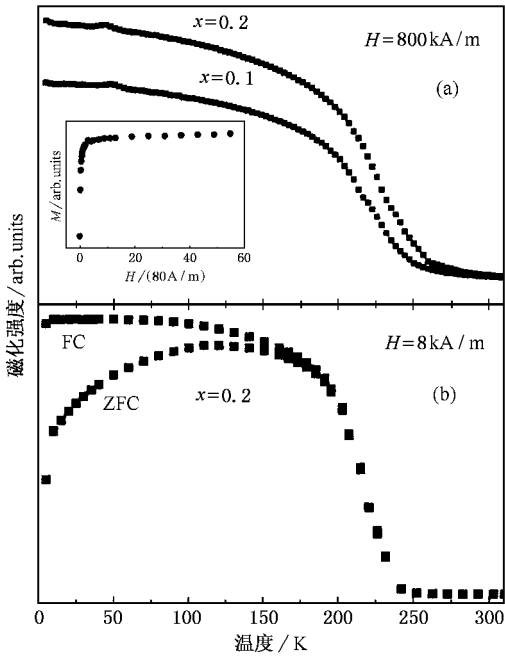 x=0.2
H=800kA/m
x=0.1
(a)
M/arb.units
0 20 40 60
H/(80A/m)
磁化强度/arb.units
FC
H=8kA/m
ZFC
x=0.2
(b)
0 50 100 150 200 250 300
温度/K